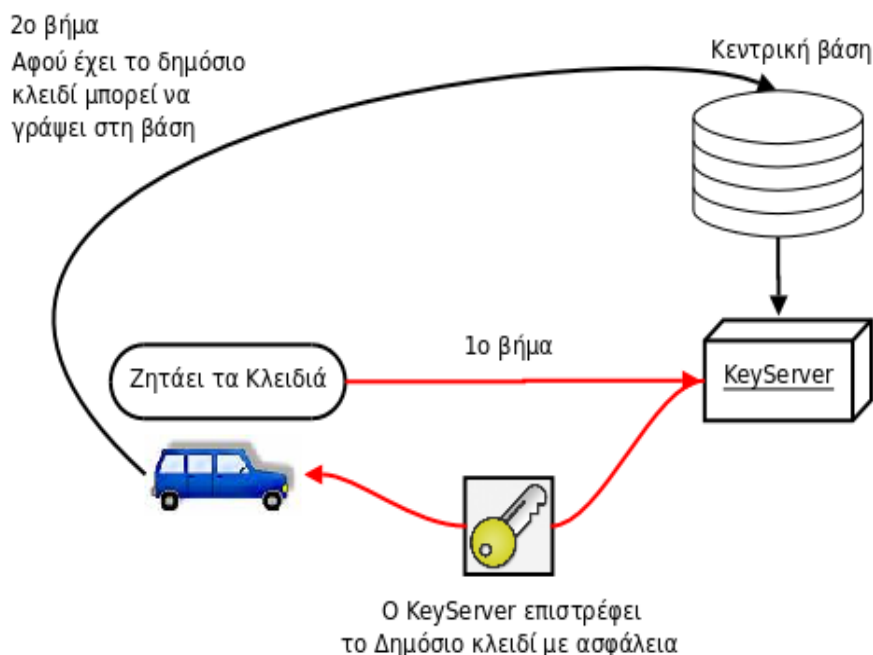 2ο βήμα
Αφού έχει το δημόσιο
κλειδί μπορεί να
γράψει στη βάση
Κεντρική βάση
1ο βήμα
Ζητάει τα Κλειδιά
KeyServer
Ο KeyServer επιστρέφει
το Δημόσιο κλειδί με ασφάλεια